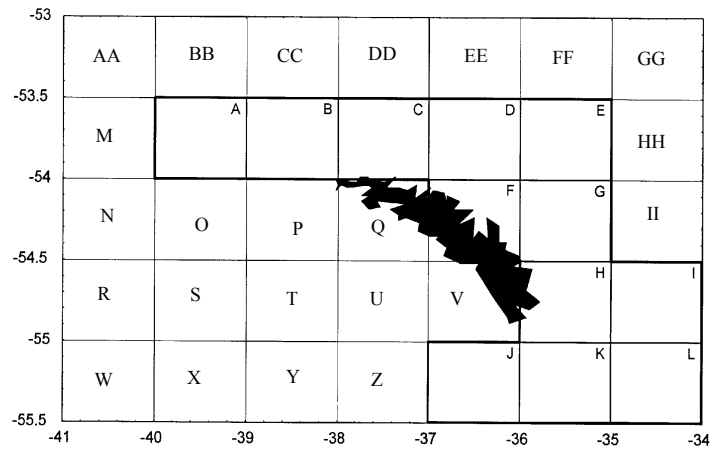 -53
AA BB CC DD EE FF GG
-53.5
M A B C D E HH
-54
N O P Q F G II
-54.5
R S T U V H I
-55
W X Y Z J K L
-55.5
-41 -40 -39 -38 -37 -36 -35 -34